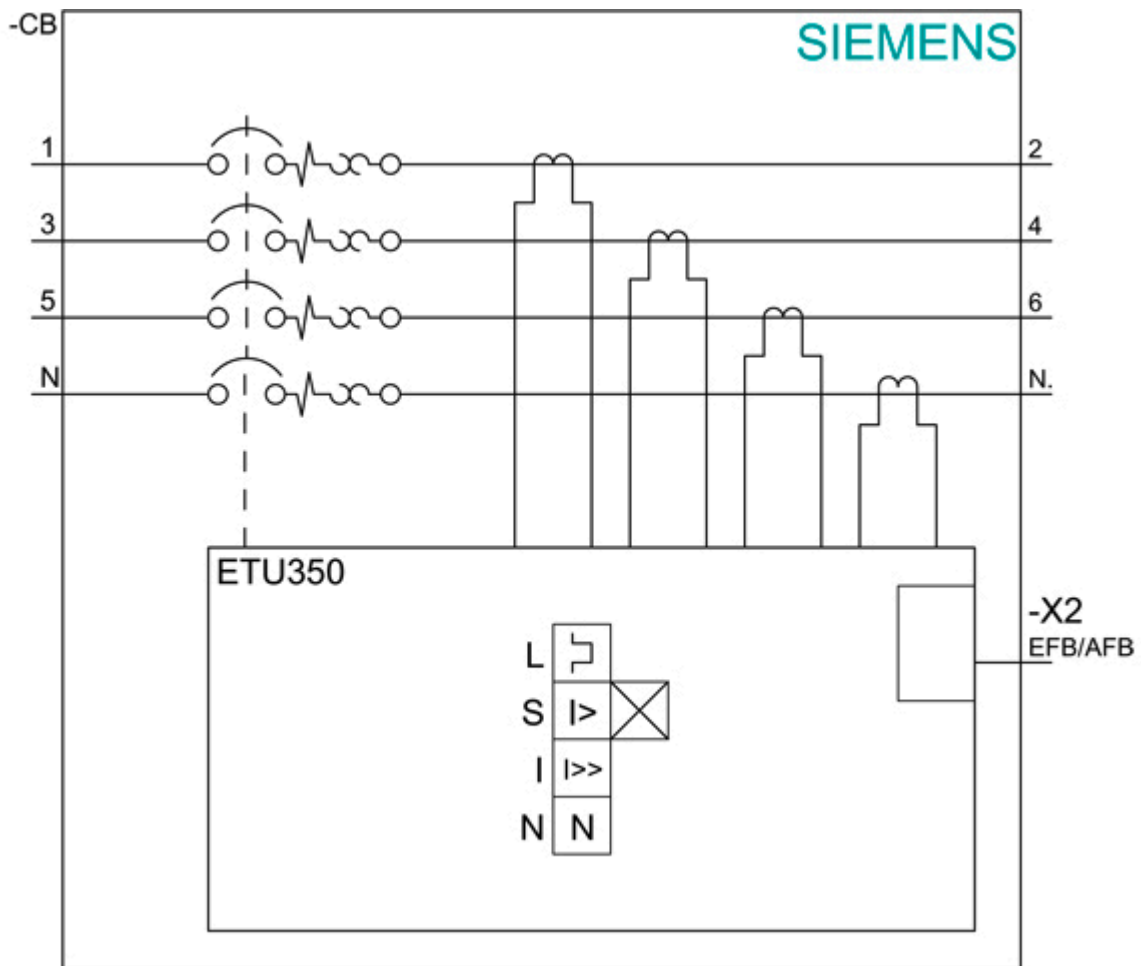 -CB
SIEMENS
1
2
3
4
5
6
N
N.
ETU350
-X2
EFB/AFB
L
S I>
I I>>
N N